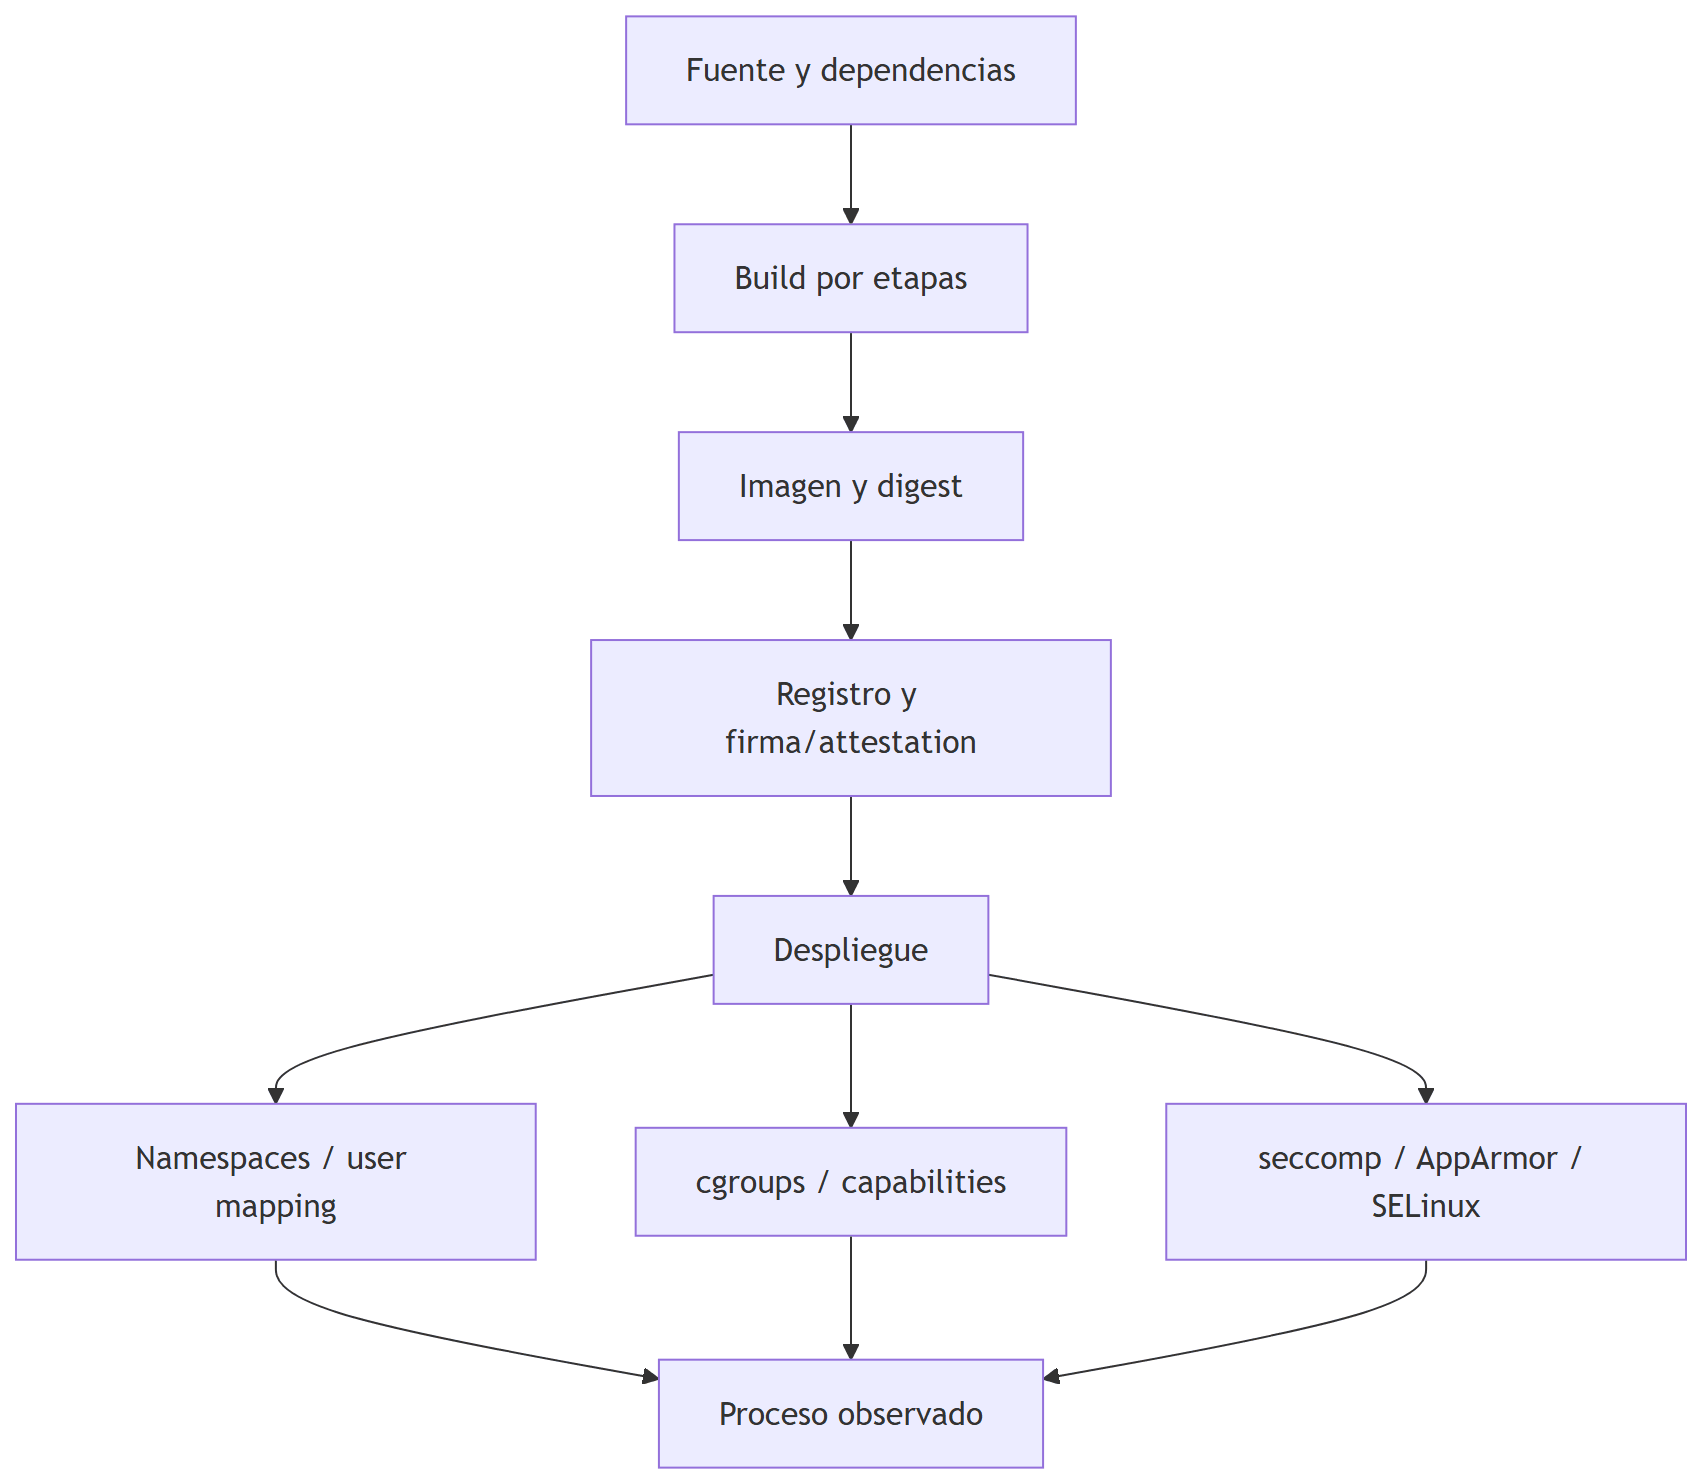 Fuente y dependencias
Build por etapas
Imagen y digest
Registro y
firma/attestation
Despliegue
Namespaces / user
mapping
cgroups / capabilities
seccomp / AppArmor /
SELinux
Proceso observado